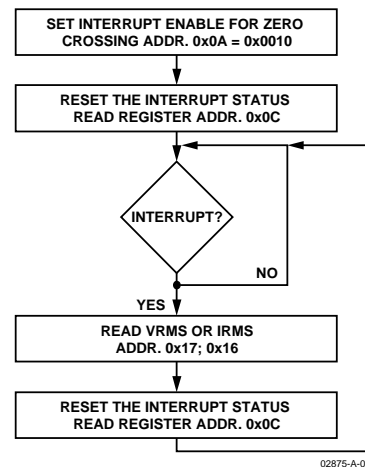 SET INTERRUPT ENABLE FOR ZERO
CROSSING ADDR. 0x0A = 0x0010
RESET THE INTERRUPT STATUS
READ REGISTER ADDR. 0x0C
INTERRUPT?
NO
YES
READ VRMS OR IRMS
ADDR. 0x17; 0x16
RESET THE INTERRUPT STATUS
READ REGISTER ADDR. 0x0C
02875-A-0